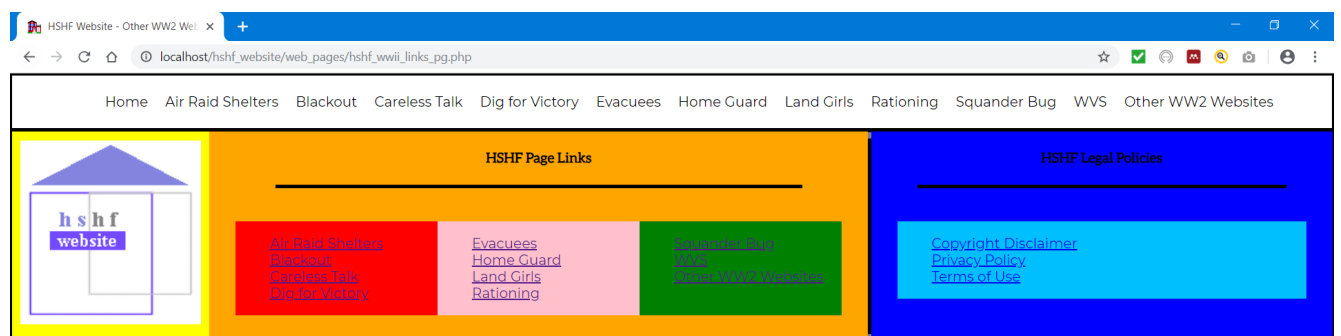 HSHF Website - Other WW2 Web
localhost/hshf_website/web_pages/hshf_wwii_links_pg.php
Home Air Raid Shelters Blackout Careless Talk Dig for Victory Evacuees Home Guard Land Girls Rationing Squander Bug WVS Other WW2 Websites
hshf
website
HSHF Page Links
Air Raid Shelters
Blackout
Careless Talk
Dig for Victory
Evacuees
Home Guard
Land Girls
Rationing
Squander Bug
WVS
Other WW2 Websites
HSHF Legal Policies
Copyright Disclaimer
Privacy Policy
Terms of Use